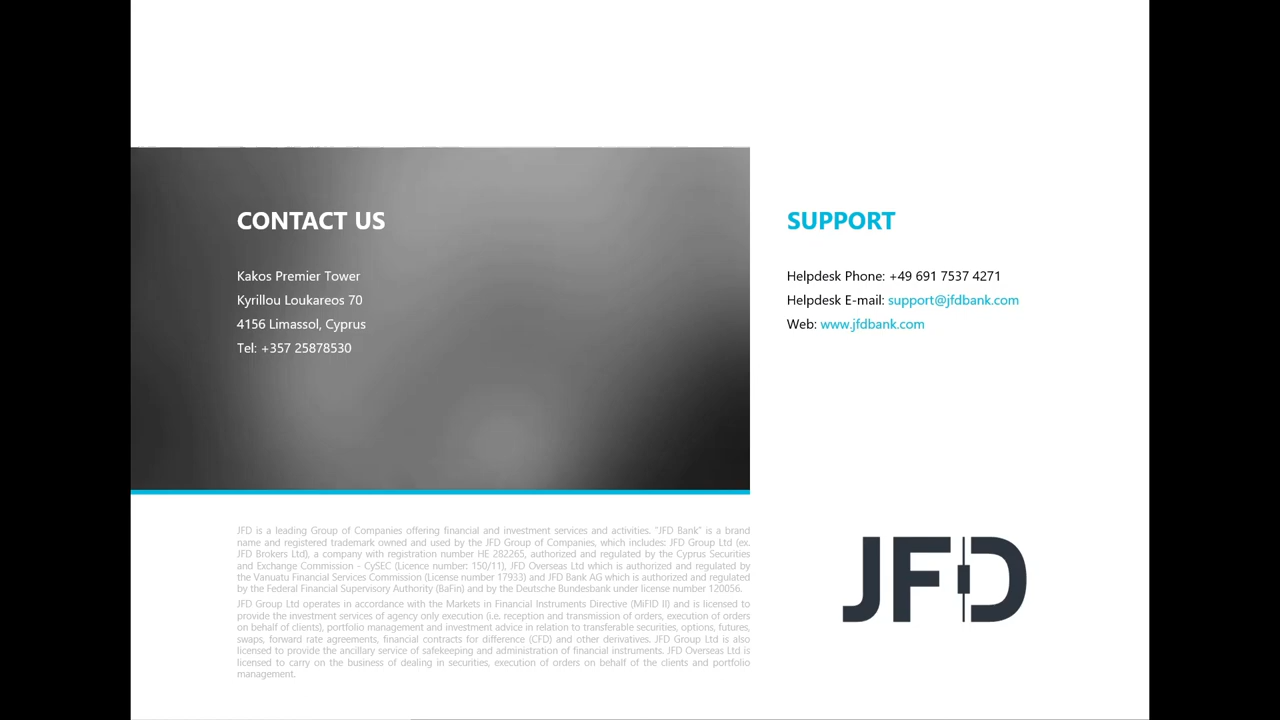 CONTACT US
Kakos Premier Tower
Kyrillou Loukareos 70
4156 Limassol, Cyprus
Tel: +357 25878530
SUPPORT
Helpdesk Phone: +49 691 7537 4271
Helpdesk E-mail: support@jfdbank.com
Web: www.jfdbank.com
JFD is a leading Group of Companies offering financial and investment services and activities. "JFD Bank" is a brand
name and registered trademark owned and used by the JFD Group of Companies, which includes: JFD Group Ltd (ex.
JFD Brokers Ltd), a company with registration number HE 282265, authorized and regulated by the Cyprus Securities
and Exchange Commission - CySEC (Licence number: 150/11), JFD Overseas Ltd which is authorized and regulated by
the Vanuatu Financial Services Commission (License number 17933) and JFD Bank AG which is authorized and regulated
by the Federal Financial Supervisory Authority (BaFin) and by the Deutsche Bundesbank under license number 120056.
JFD Group Ltd operates in accordance with the Markets in Financial Instruments Directive (MiFID II) and is licensed to
provide the investment services of agency only execution (i.e. reception and transmission of orders, execution of orders
on behalf of clients), portfolio management and investment advice in relation to transferable securities, options, futures,
swaps, forward rate agreements, financial contracts for difference (CFD) and other derivatives. JFD Group Ltd is also
licensed to provide the ancillary service of safekeeping and administration of financial instruments. JFD Overseas Ltd is
licensed to carry on the business of dealing in securities, execution of orders on behalf of the clients and portfolio
management.
JFD